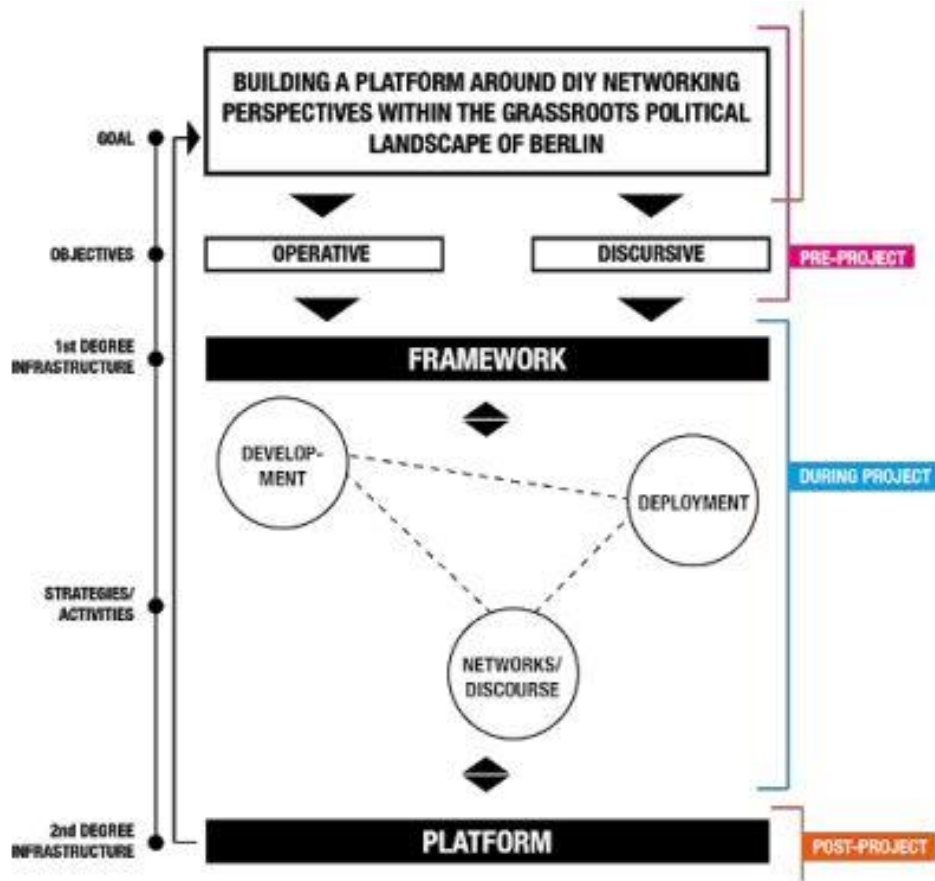 BUILDING A PLATFORM AROUND DIY NETWORKING
PERSPECTIVES WITHIN THE GRASSROOTS POLITICAL
LANDSCAPE OF BERLIN
GOAL
OBJECTIVES
OPERATIVE
DISCURSIVE
PRE-PROJECT
1st DEGREE
INFRASTRUCTURE
FRAMEWORK
DEVELOP-
MENT
DEPLOYMENT
DURING PROJECT
STRATEGIES/
ACTIVITIES
NETWORKS/
DISCOURSE
2nd DEGREE
INFRASTRUCTURE
PLATFORM
POST-PROJECT